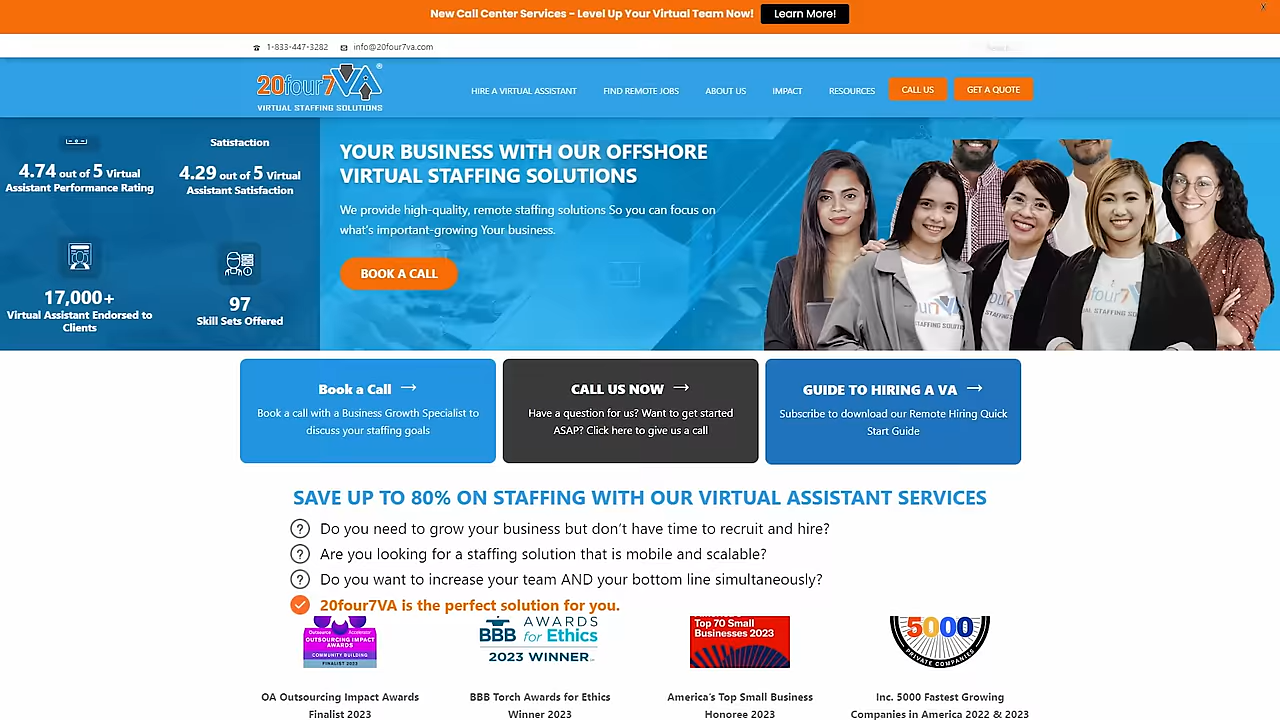 New Call Center Services - Level Up Your Virtual Team Now! Learn More!
X
1-833-447-3282 info@20four7va.com
20four7VA®
VIRTUAL STAFFING SOLUTIONS
HIRE A VIRTUAL ASSISTANT FIND REMOTE JOBS ABOUT US IMPACT RESOURCES CALL US GET A QUOTE
Satisfaction
4.74 out of 5 Virtual
Assistant Performance Rating
4.29 out of 5 Virtual
Assistant Satisfaction
17,000+
Virtual Assistant Endorsed to
Clients
97
Skill Sets Offered
YOUR BUSINESS WITH OUR OFFSHORE
VIRTUAL STAFFING SOLUTIONS
We provide high-quality, remote staffing solutions So you can focus on
what's important-growing Your business.
BOOK A CALL
Book a Call →
Book a call with a Business Growth Specialist to
discuss your staffing goals
CALL US NOW →
Have a question for us? Want to get started
ASAP? Click here to give us a call
GUIDE TO HIRING A VA →
Subscribe to download our Remote Hiring Quick
Start Guide
SAVE UP TO 80% ON STAFFING WITH OUR VIRTUAL ASSISTANT SERVICES
Do you need to grow your business but don't have time to recruit and hire?
Are you looking for a staffing solution that is mobile and scalable?
Do you want to increase your team AND your bottom line simultaneously?
20four7VA is the perfect solution for you.
Outsource Accelerator
OUTSOURCING IMPACT
AWARDS
COMMUNITY BUILDING
FINALIST 2023
BBB AWARDS
for Ethics
2023 WINNER
Top 70 Small
Businesses 2023
5000
PRIVATE COMPANIES
OA Outsourcing Impact Awards
Finalist 2023
BBB Torch Awards for Ethics
Winner 2023
America's Top Small Business
Honoree 2023
Inc. 5000 Fastest Growing
Companies in America 2022 & 2023